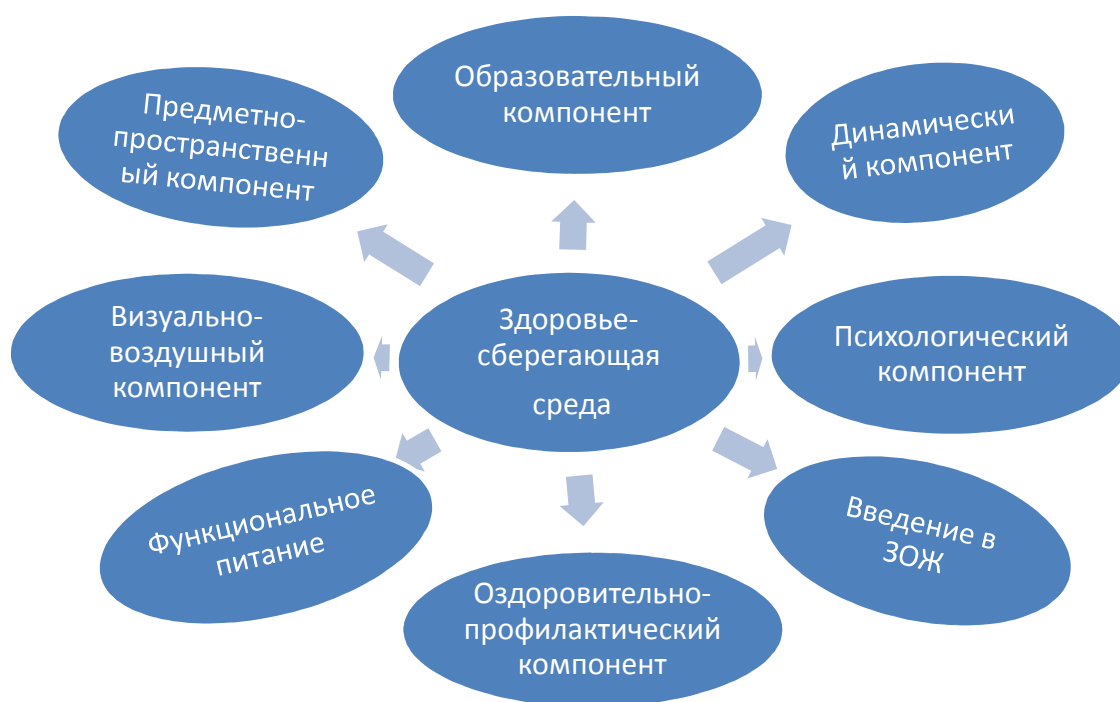 Образовательный
компонент
Предметно-
пространственн
ый компонент
Динамически
й компонент
Визуально-
воздушный
компонент
Здоровье-
сберегающая
среда
Психологический
компонент
Функциональное
питание
Введение в
ЗОЖ
Оздоровительно-
профилактический
компонент